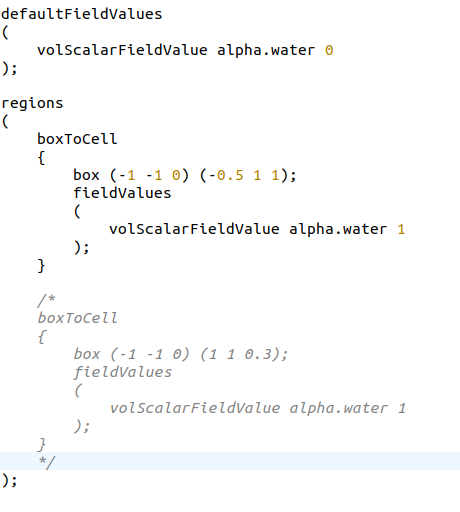 defaultFieldValues
(
    volScalarFieldValue alpha.water 0
);

regions
(
    boxToCell
    {
        box (-1 -1 0) (-0.5 1 1);
        fieldValues
        (
            volScalarFieldValue alpha.water 1
        );
    }

    /*
    boxToCell
    {
        box (-1 -1 0) (1 1 0.3);
        fieldValues
        (
            volScalarFieldValue alpha.water 1
        );
    }
    */
);